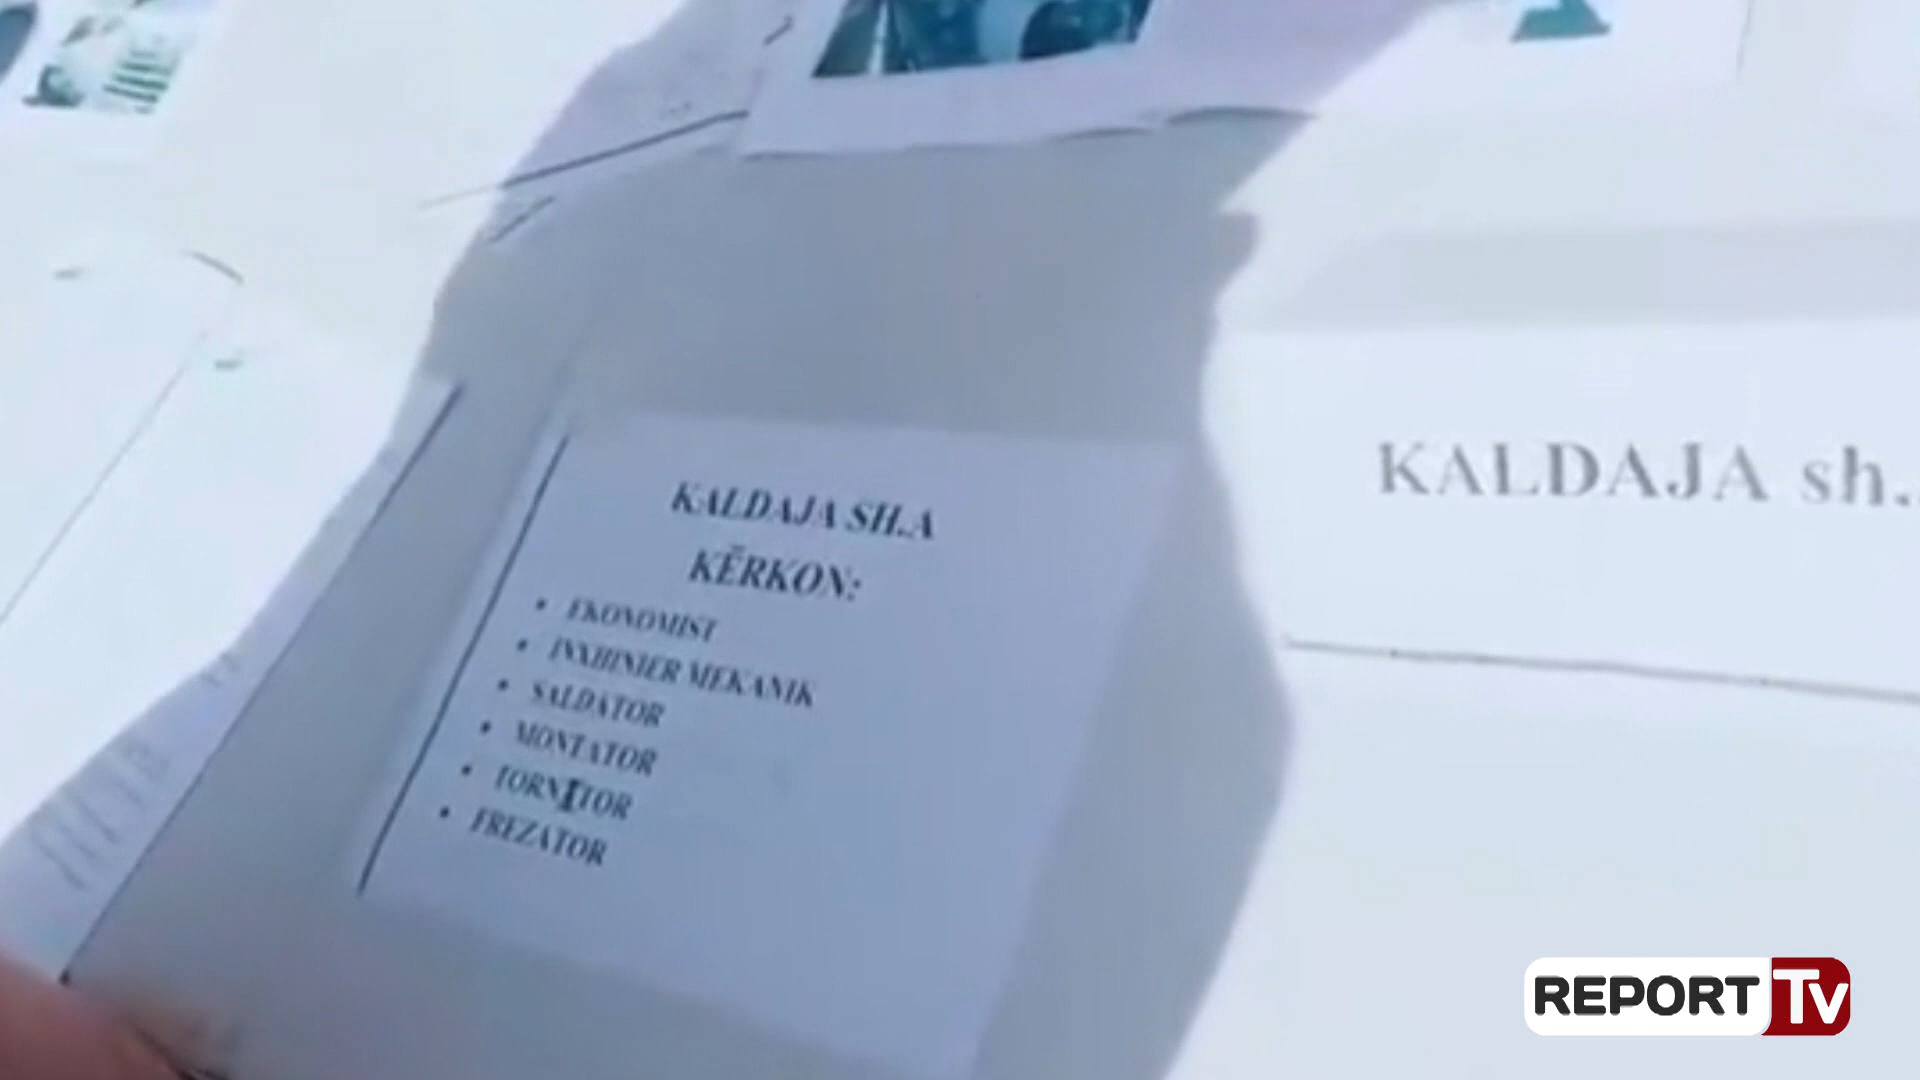 KALDAJA SH.A
KËRKON:
• EKONOMIST
• INXHINIER MEKANIK
• SALDATOR
• MONTATOR
• TORNITOR
• FREZATOR
KALDAJA sh.
REPORT Tv